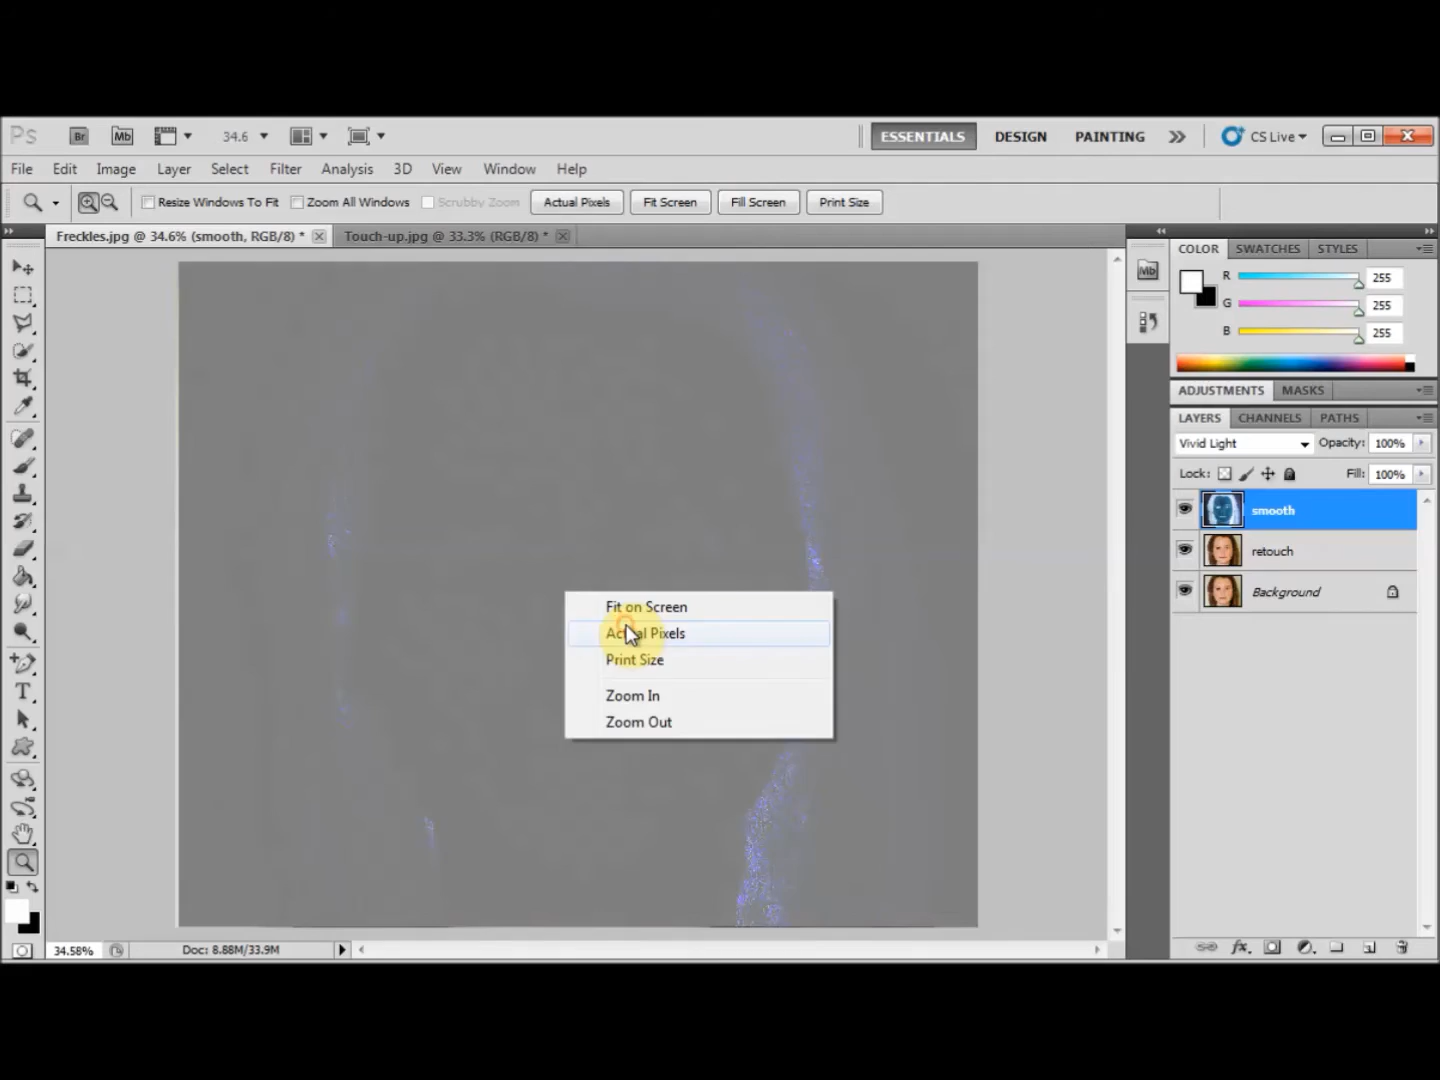 Ps Br Mb 34.6 ESSENTIALS DESIGN PAINTING CS Live
File Edit Image Layer Select Filter Analysis 3D View Window Help
Resize Windows To Fit Zoom All Windows Scrubby Zoom Actual Pixels Fit Screen Fill Screen Print Size
Freckles.jpg @ 34.6% (smooth, RGB/8) * Touch-up.jpg @ 33.3% (RGB/8) *
COLOR SWATCHES STYLES
Mb
R 255
G 255
B 255
ADJUSTMENTS MASKS
LAYERS CHANNELS PATHS
Vivid Light Opacity: 100%
Lock: Fill: 100%
smooth
retouch
Background
Fit on Screen
Actual Pixels
Print Size
Zoom In
Zoom Out
T
34.58% Doc: 8.88M/33.9M
fx